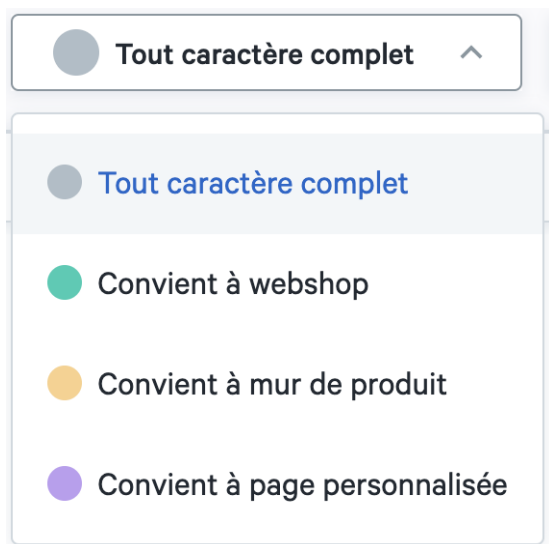 Tout caractère complet
Tout caractère complet
Convient à webshop
Convient à mur de produit
Convient à page personnalisée